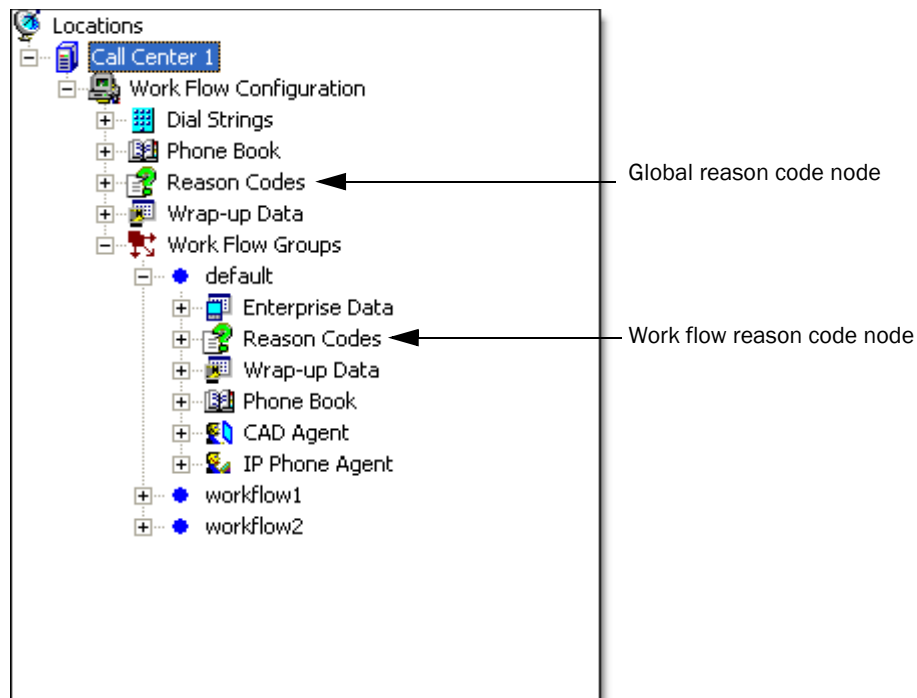 Locations
Call Center 1
Work Flow Configuration
Dial Strings
Phone Book
Reason Codes
Global reason code node
Wrap-up Data
Work Flow Groups
default
Enterprise Data
Reason Codes
Work flow reason code node
Wrap-up Data
Phone Book
CAD Agent
IP Phone Agent
workflow1
workflow2